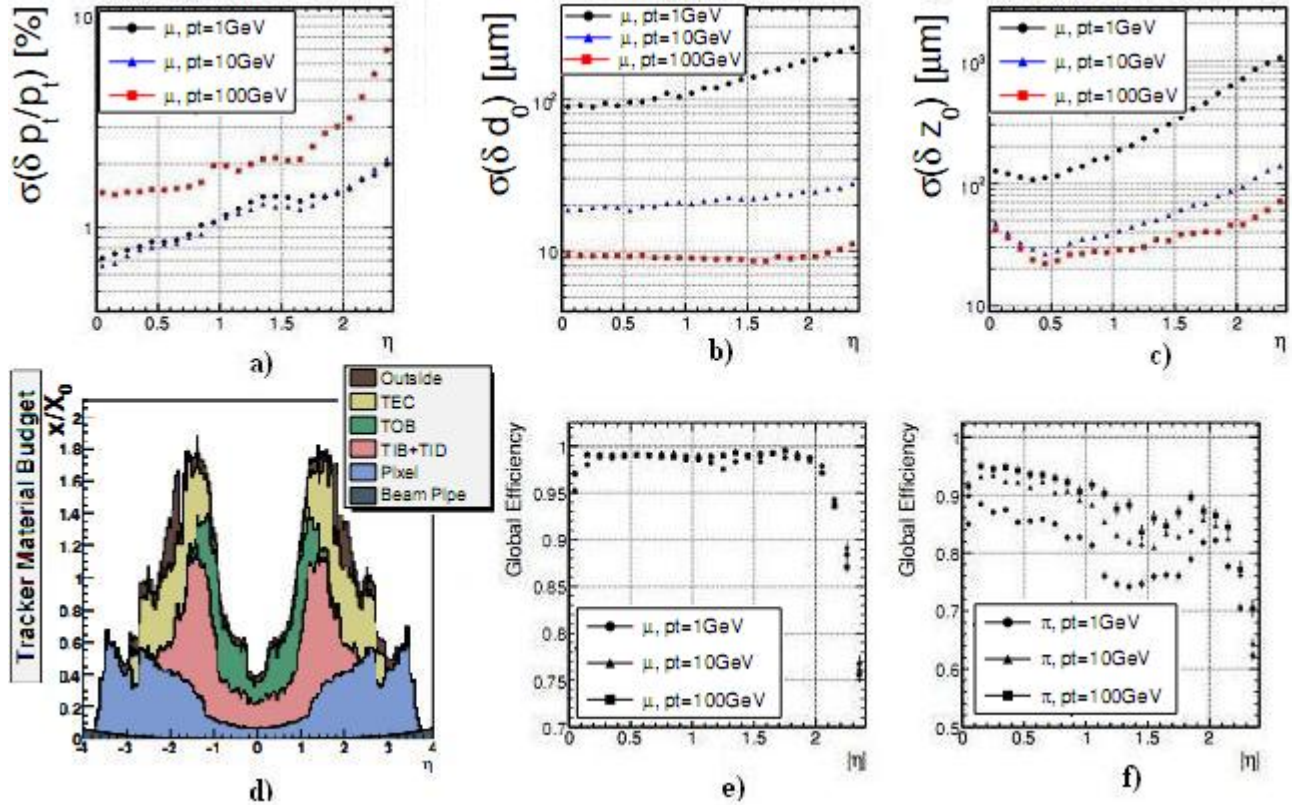 σ(δ p_t/p_t) [%]
10
1
μ, pt=1GeV
μ, pt=10GeV
μ, pt=100GeV
0 0.5 1 1.5 2
η
a)
σ(δ d_0) [μm]
10²
10
μ, pt=1GeV
μ, pt=10GeV
μ, pt=100GeV
0 0.5 1 1.5 2
η
b)
σ(δ z_0) [μm]
10³
10²
10
μ, pt=1GeV
μ, pt=10GeV
μ, pt=100GeV
0 0.5 1 1.5 2
η
c)
Tracker Material Budget
x/X_0
2
1.8
1.6
1.4
1.2
1
0.8
0.6
0.4
0.2
0
Outside
TEC
TOB
TIB+TID
Pixel
Beam Pipe
-4 -3 -2 -1 0 1 2 3 4
η
d)
Global Efficiency
1
0.95
0.9
0.85
0.8
0.75
0.7
μ, pt=1GeV
μ, pt=10GeV
μ, pt=100GeV
0 0.5 1 1.5 2
|η|
e)
Global Efficiency
1
0.9
0.8
0.7
0.6
0.5
π, pt=1GeV
π, pt=10GeV
π, pt=100GeV
0 0.5 1 1.5 2
|η|
f)